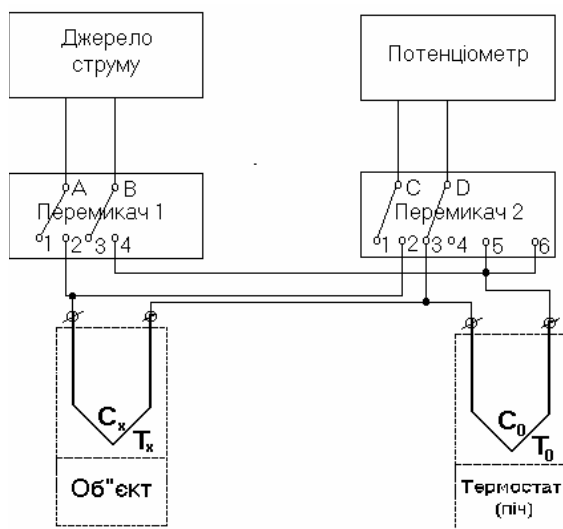 Джерело
струму
Потенціометр
A B
C D
Перемикач 1
Перемикач 2
1 2 3 4
1 2 3 4 5 6
Cx
Tx
C0
T0
Об"єкт
Термостат
(піч)